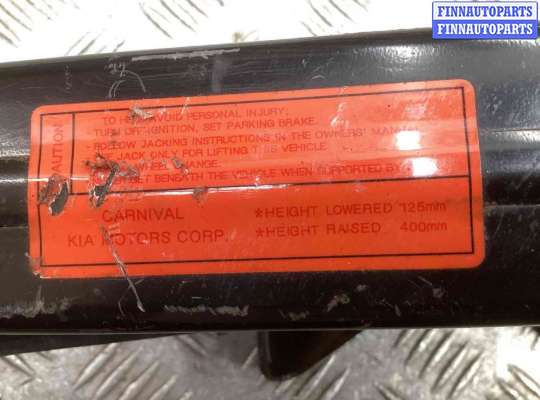 FINNAUTOPARTS
FINNAUTOPARTS
CAUTION
TO HELP AVOID PERSONAL INJURY:
TURN OFF IGNITION, SET PARKING BRAKE.
FOLLOW JACKING INSTRUCTIONS IN THE OWNERS' MANUAL
JACK ONLY FOR LIFTING THIS VEHICLE
CHANGE.
GET BENEATH THE VEHICLE WHEN SUPPORTED BY
CARNIVAL *HEIGHT LOWERED 125mm
KIA MOTORS CORP. *HEIGHT RAISED 400mm